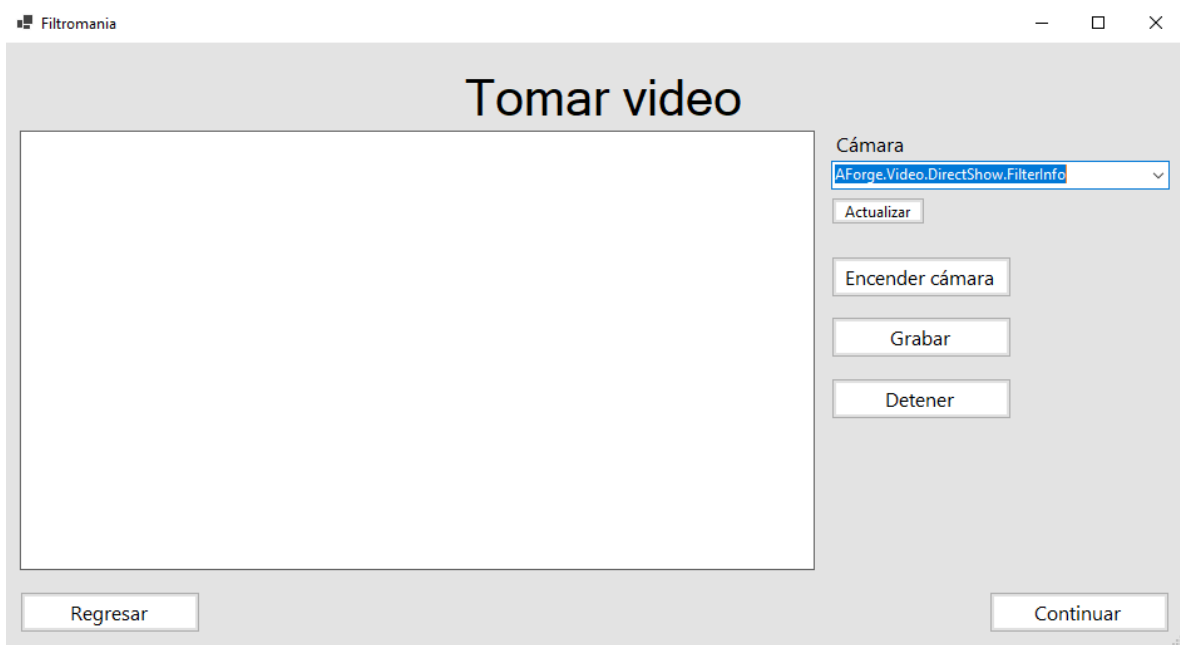 Filtromania
Tomar video
Cámara
AForge.Video.DirectShow.FilterInfo
Actualizar
Encender cámara
Grabar
Detener
Regresar
Continuar